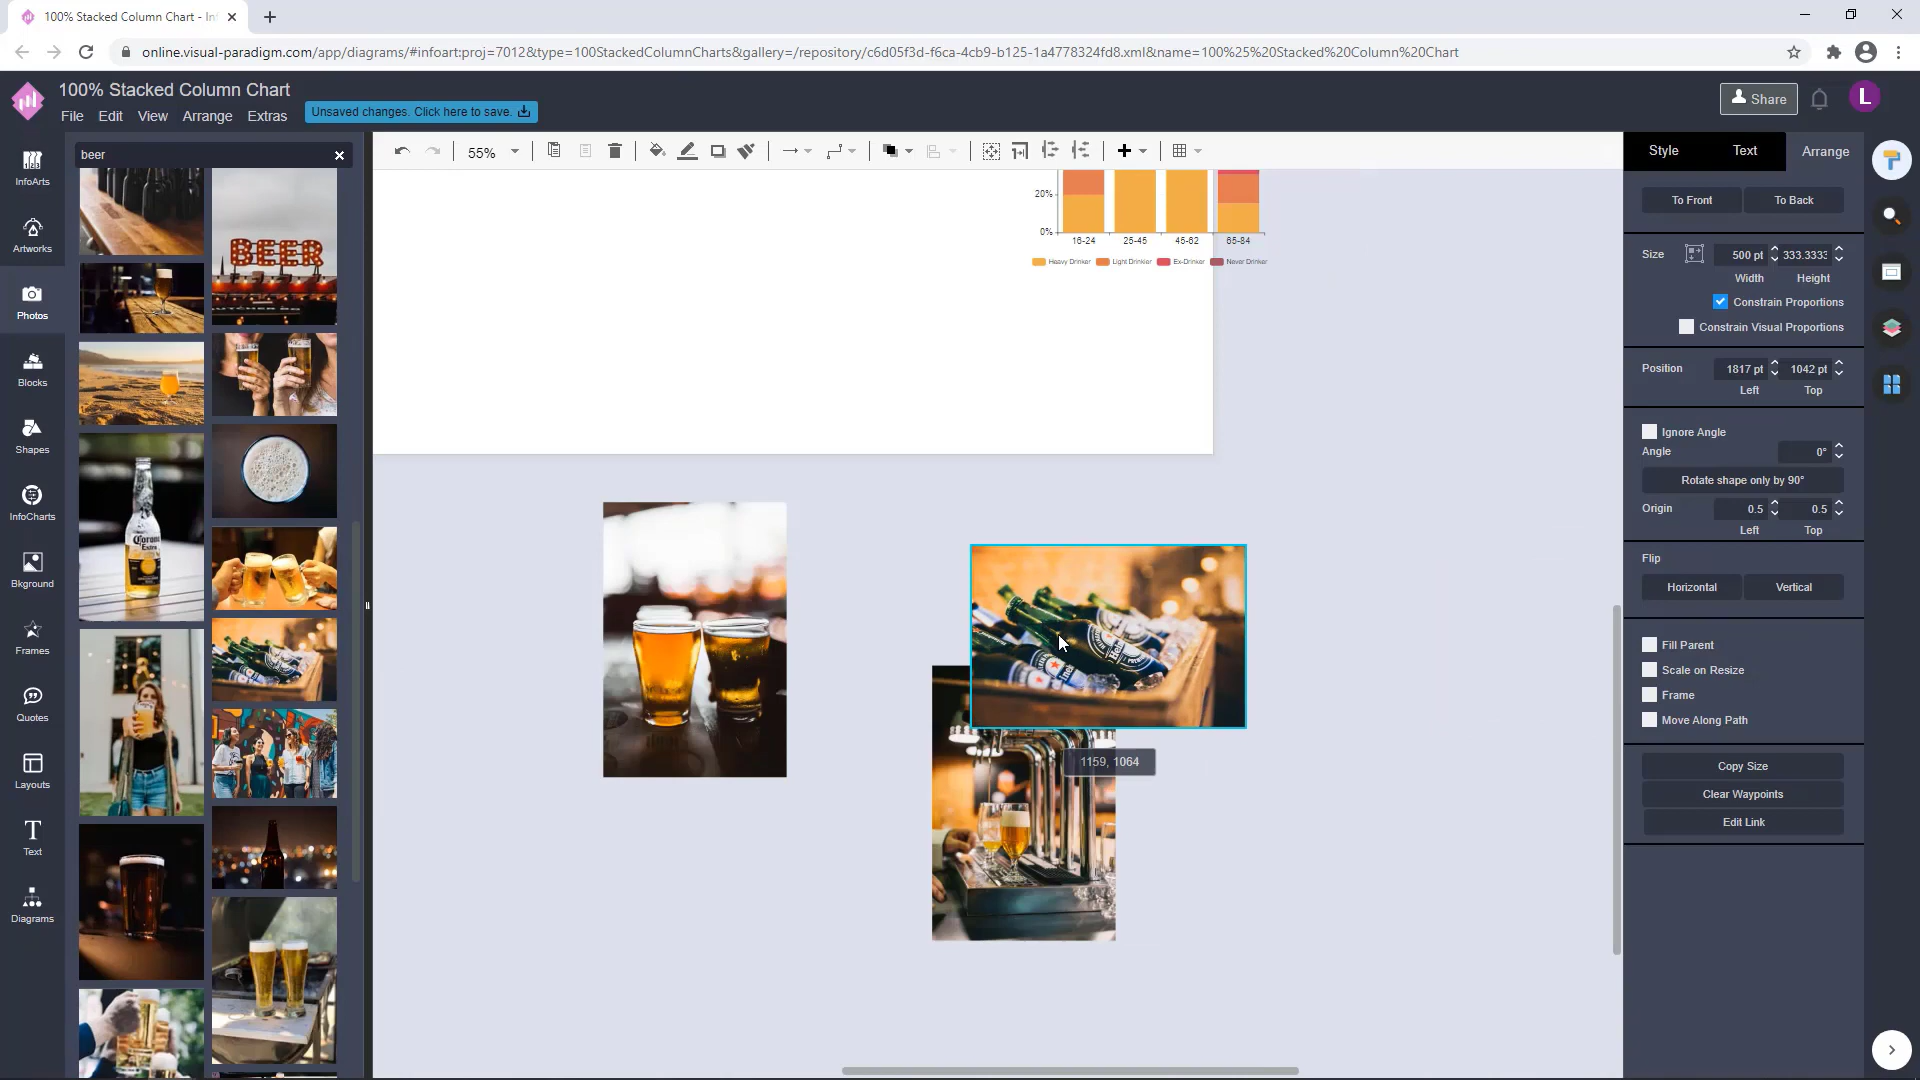 100% Stacked Column Chart - Inf
online.visual-paradigm.com/app/diagrams/#infoart:proj=7012&type=100StackedColumnCharts&gallery=/repository/c6d05f3d-f6ca-4cb9-b125-1a4778324fd8.xml&name=100%25%20Stacked%20Column%20Chart
100% Stacked Column Chart
File Edit View Arrange Extras
Unsaved changes. Click here to save.
Share
L
InfoArts
Artworks
Photos
Blocks
Shapes
InfoCharts
Bkground
Frames
Quotes
Layouts
Text
Diagrams
beer
BEER
Corona
Extra
55%
20%
0%
16-24 25-45 45-62 65-84
Heavy Drinker Light Drinkier Ex-Drinker Never Drinker
1159, 1064
Style Text Arrange
To Front To Back
Size 500 pt 333.3333
Width Height
Constrain Proportions
Constrain Visual Proportions
Position 1817 pt 1042 pt
Left Top
Ignore Angle
Angle 0°
Rotate shape only by 90°
Origin 0.5 0.5
Left Top
Flip
Horizontal Vertical
Fill Parent
Scale on Resize
Frame
Move Along Path
Copy Size
Clear Waypoints
Edit Link